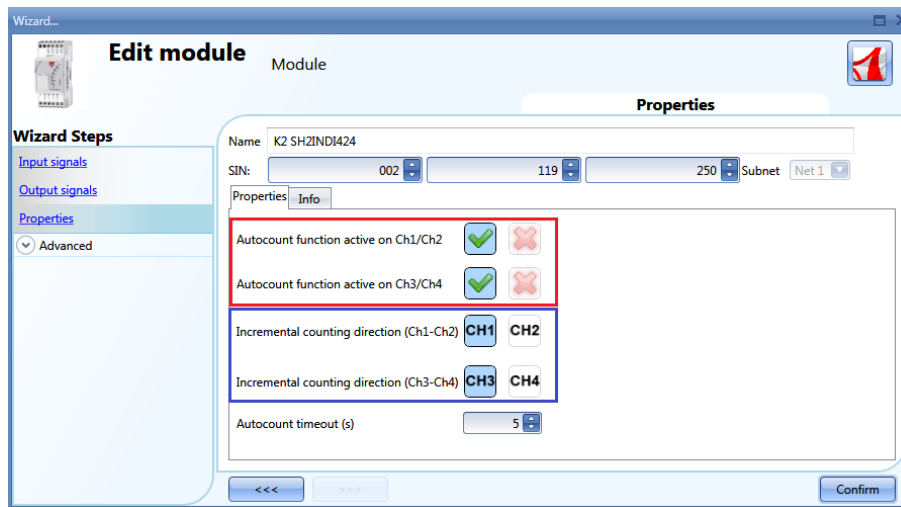 Wizard...
Edit module Module
Properties
Wizard Steps
Input signals
Output signals
Properties
Advanced
Name K2 SH2INDI424
SIN: 002 119 250 Subnet Net 1
Properties Info
Autocount function active on Ch1/Ch2
Autocount function active on Ch3/Ch4
Incremental counting direction (Ch1-Ch2) CH1 CH2
Incremental counting direction (Ch3-Ch4) CH3 CH4
Autocount timeout (s) 5
<<< >>> Confirm